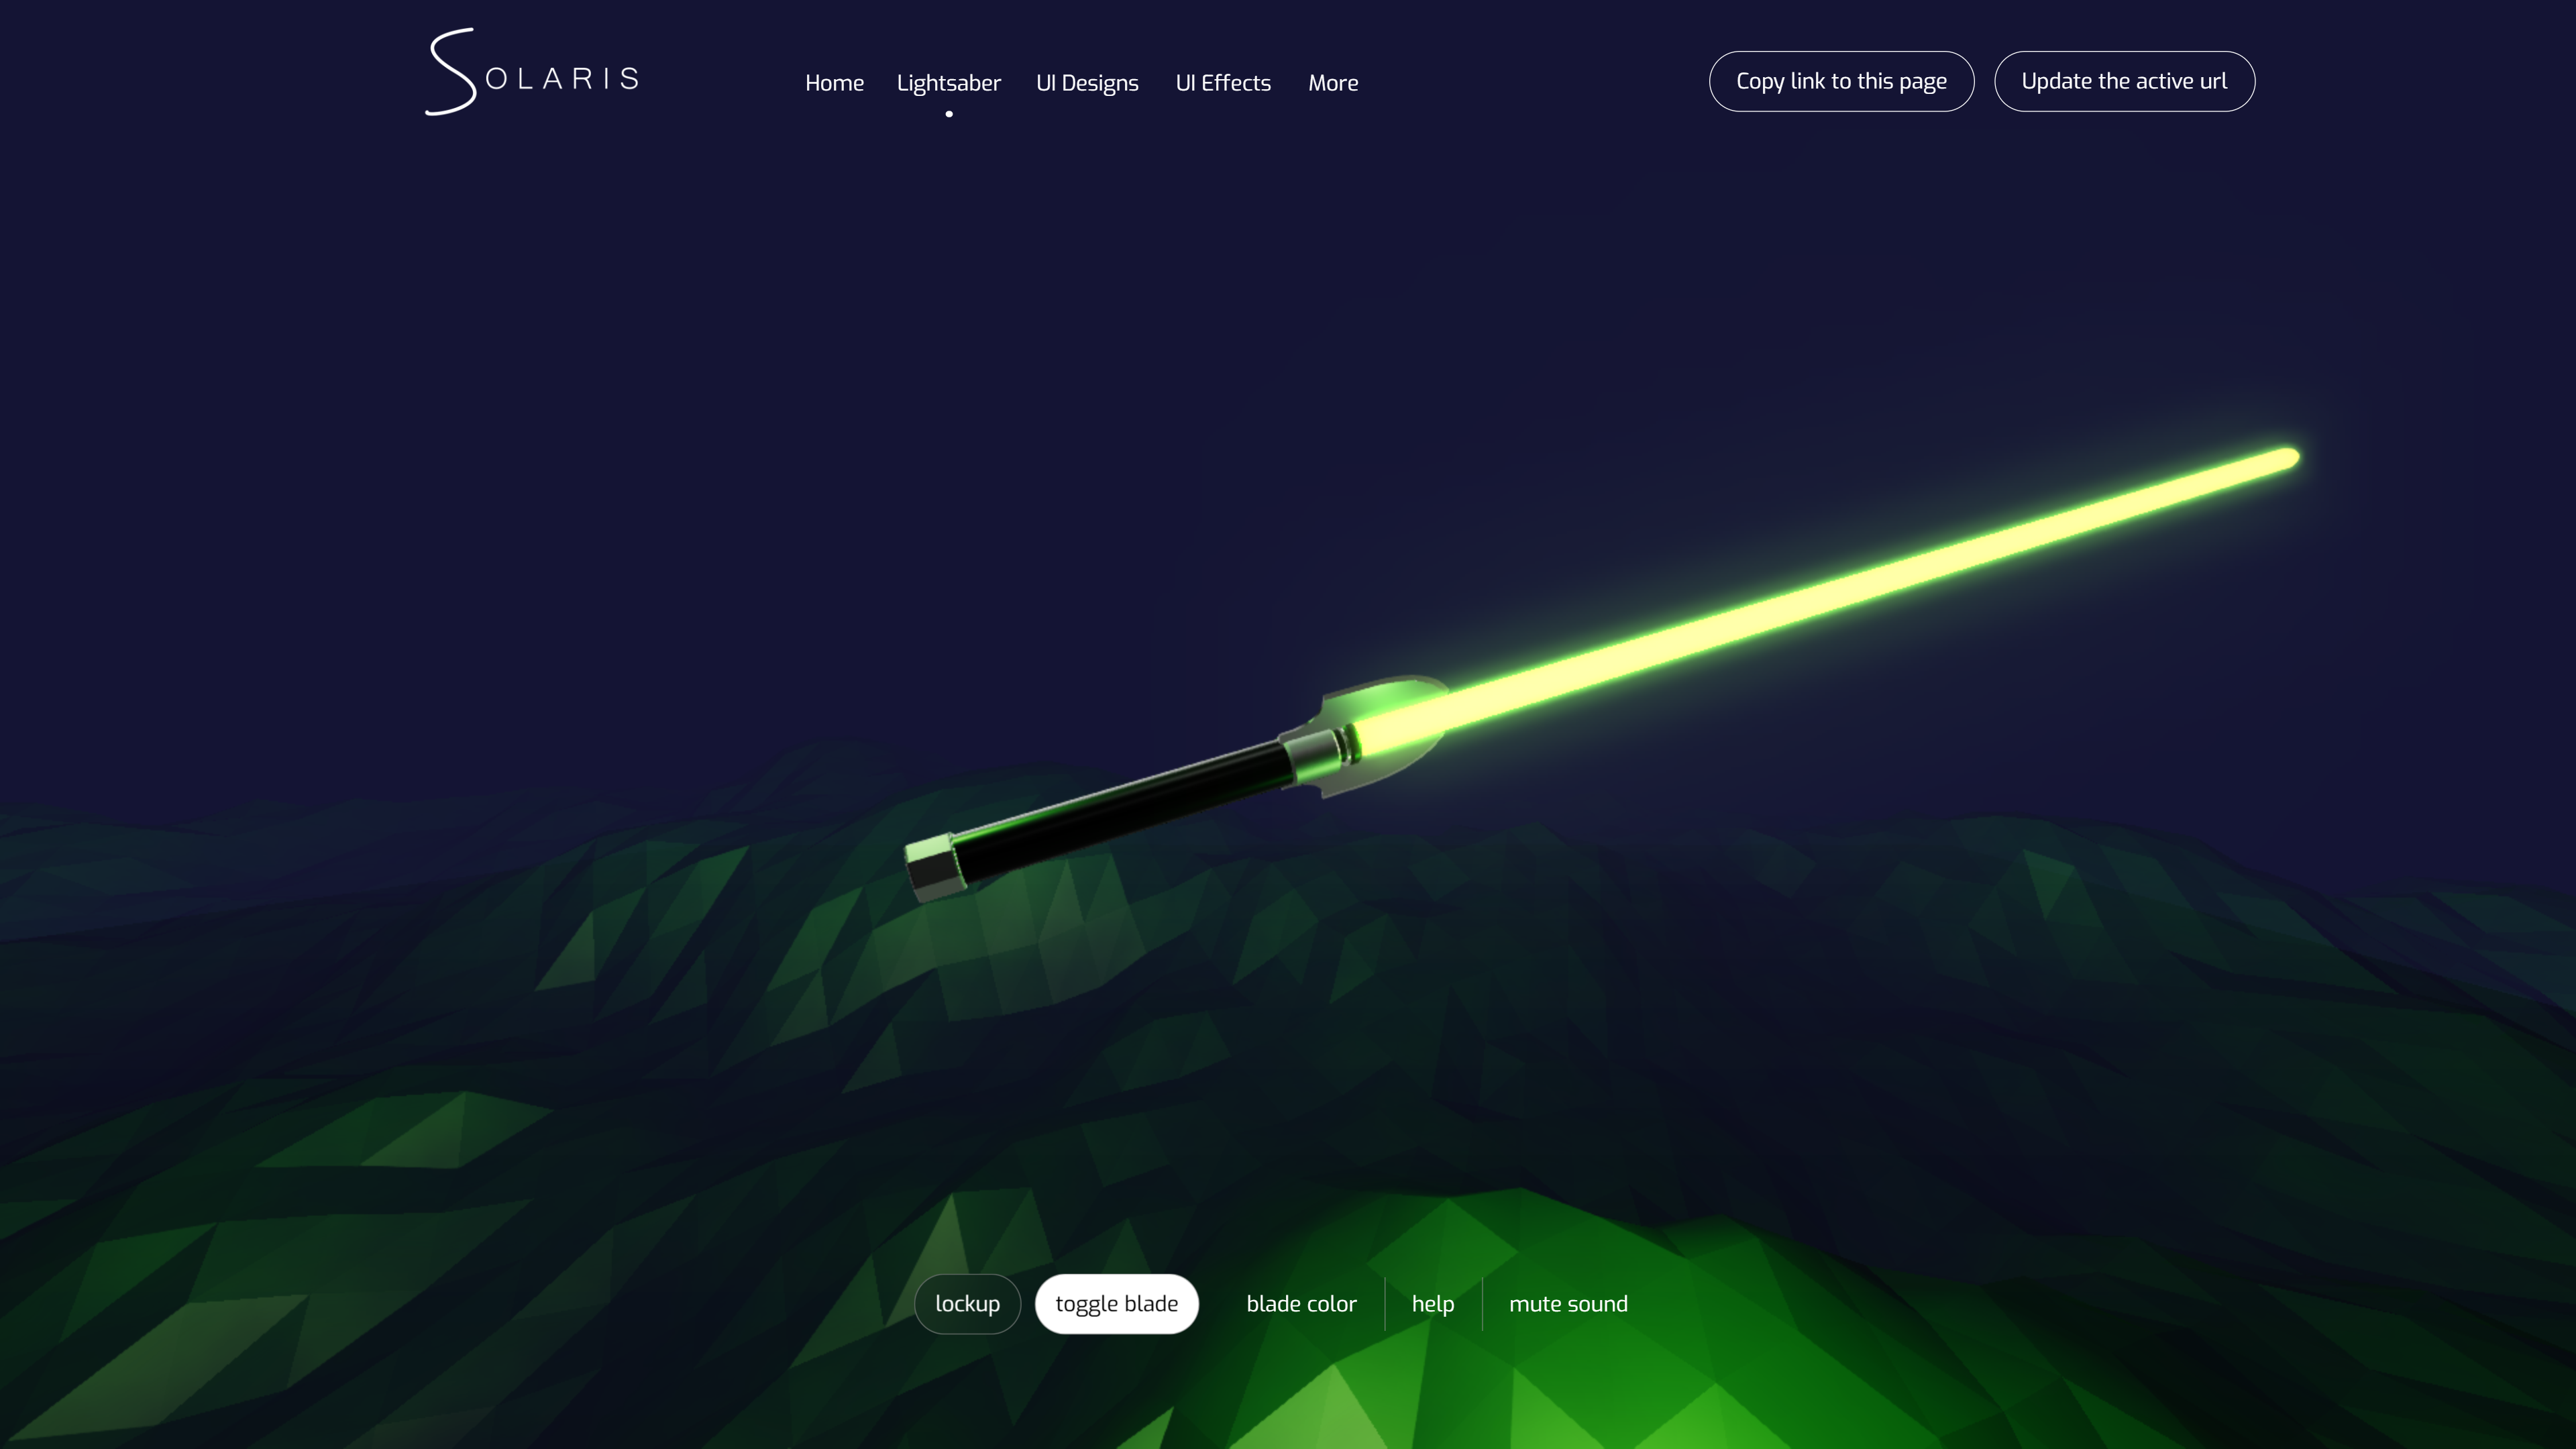 SOLARIS
Home Lightsaber UI Designs UI Effects More
Copy link to this page Update the active url
lockup toggle blade blade color help mute sound